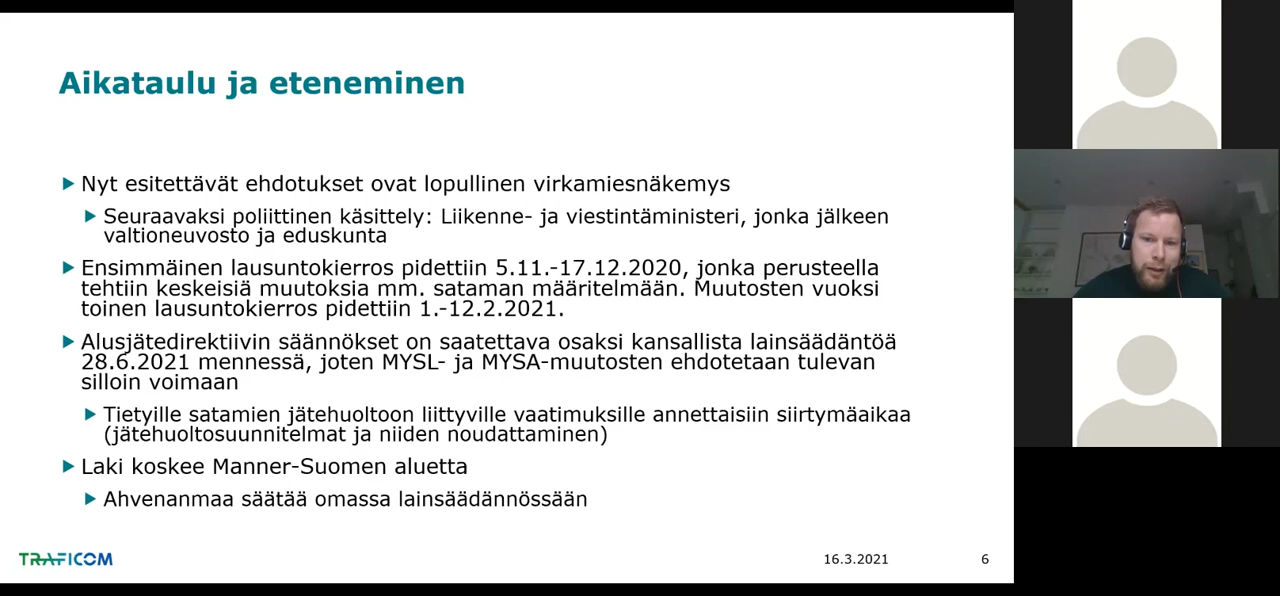 Aikataulu ja eteneminen
Nyt esitettävät ehdotukset ovat lopullinen virkamiesnäkemys
Seuraavaksi poliittinen käsittely: Liikenne- ja viestintäministeri, jonka jälkeen
valtioneuvosto ja eduskunta
Ensimmäinen lausuntokierros pidettiin 5.11.-17.12.2020, jonka perusteella
tehtiin keskeisiä muutoksia mm. sataman määritelmään. Muutosten vuoksi
toinen lausuntokierros pidettiin 1.-12.2.2021.
Alusjätedirektiivin säännökset on saatettava osaksi kansallista lainsäädäntöä
28.6.2021 mennessä, joten MYSL- ja MYSA-muutosten ehdotetaan tulevan
silloin voimaan
Tietyille satamien jätehuoltoon liittyville vaatimuksille annettaisiin siirtymäaikaa
(jätehuoltosuunnitelmat ja niiden noudattaminen)
Laki koskee Manner-Suomen aluetta
Ahvenanmaa säätää omassa lainsäädännössään
TRAFICOM
16.3.2021
6